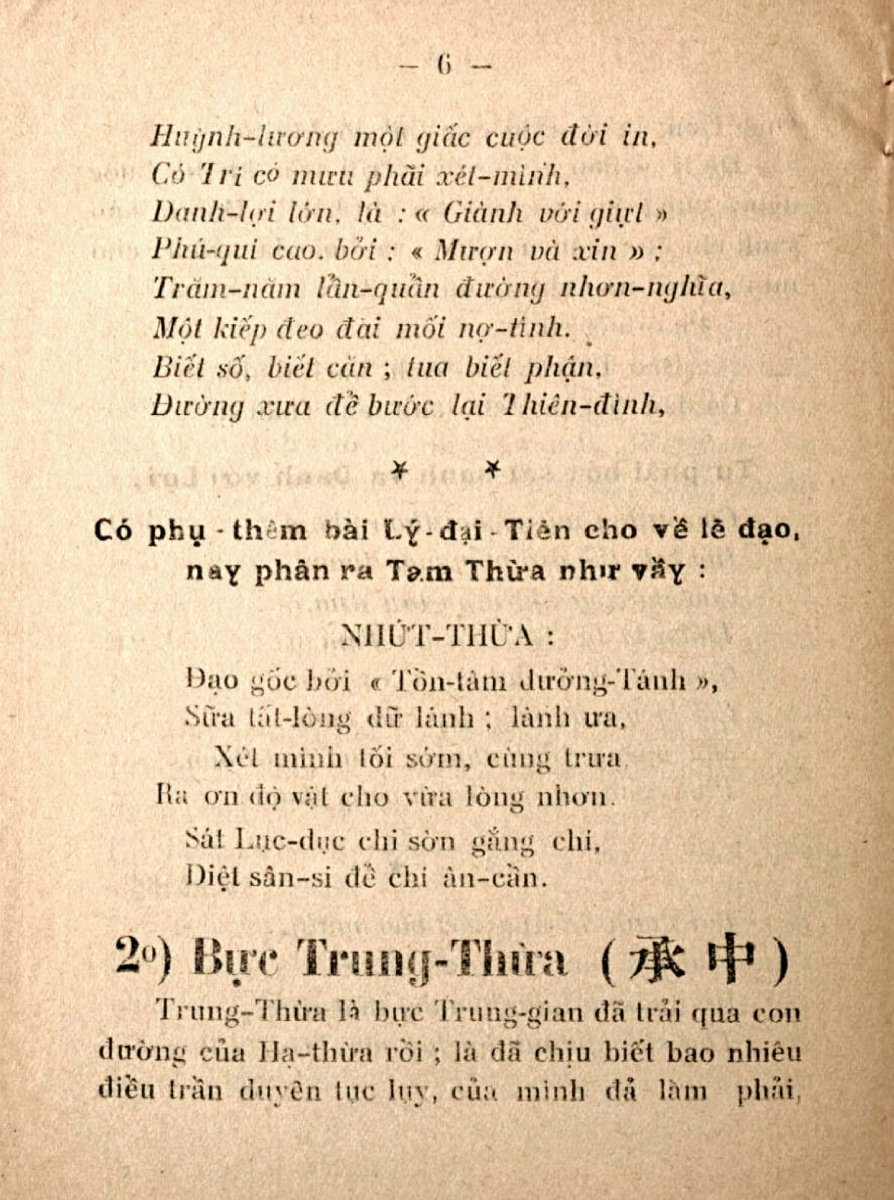 — 6 —
Huỳnh-lương một giấc cuộc đời in,
Có Trí có mưu phải xét-mình,
Danh-lợi lớn, là : « Giành với giựt »
Phú-quí cao. bởi : « Mượn và xin » ;
Trăm-năm lẩn-quẩn đường nhơn-nghĩa,
Một kiếp đeo đai mối nợ-tình.
Biết số, biết căn ; tua biết phận,
Đường xưa để bước lại Thiên-đình,
* *
Có phụ-thêm bài Lý-đại-Tiên cho về lẽ đạo,
nay phân ra Tam Thừa như vầy :
NHỨT-THỪA :
Đạo gốc bởi « Tồn-tâm dưỡng-Tánh »,
Sữa tất-lòng dữ lánh ; lành ưa,
Xét mình tối sớm, cùng trưa
Ra ơn độ vật cho vừa lòng nhơn.
Sát Lục-dục chi sờn gắng chí,
Diệt sân-si để chí ân-cần.
2º) Bực Trung-Thừa (承中)
Trung-Thừa là bực Trung-gian đã trải qua con
đường của Hạ-thừa rồi ; là đã chịu biết bao nhiêu
điều trần duyên tục lụy, của mình đả làm phải,